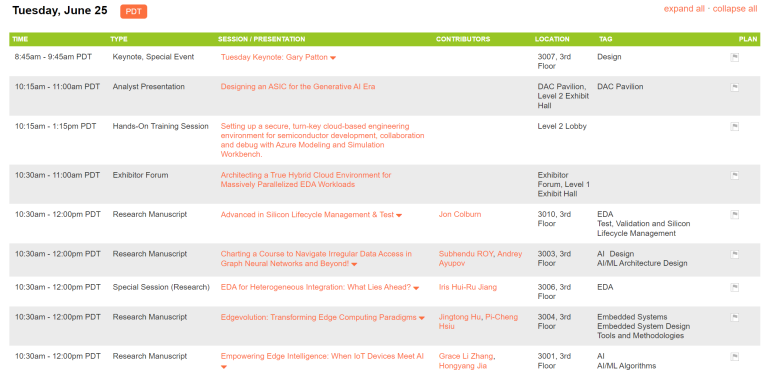 Tuesday, June 25 PDT expand all - collapse all
TIME TYPE SESSION / PRESENTATION CONTRIBUTORS LOCATION TAG PLAN
8:45am - 9:45am PDT Keynote, Special Event Tuesday Keynote: Gary Patton 3007, 3rd Design
Floor
10:15am - 11:00am PDT Analyst Presentation Designing an ASIC for the Generative AI Era DAC Pavilion, DAC Pavilion
Level 2 Exhibit
Hall
10:15am - 1:15pm PDT Hands-On Training Session Setting up a secure, turn-key cloud-based engineering Level 2 Lobby
environment for semiconductor development, collaboration
and debug with Azure Modeling and Simulation
Workbench.
10:30am - 11:00am PDT Exhibitor Forum Architecting a True Hybrid Cloud Environment for Exhibitor
Massively Parallelized EDA Workloads Forum, Level 1
Exhibit Hall
10:30am - 12:00pm PDT Research Manuscript Advanced in Silicon Lifecycle Management & Test Jon Colburn 3010, 3rd EDA
Floor Test, Validation and Silicon
Lifecycle Management
10:30am - 12:00pm PDT Research Manuscript Charting a Course to Navigate Irregular Data Access in Subhendu ROY, Andrey 3003, 3rd AI Design
Graph Neural Networks and Beyond! Ayupov Floor AI/ML Architecture Design
10:30am - 12:00pm PDT Special Session (Research) EDA for Heterogeneous Integration: What Lies Ahead? Iris Hui-Ru Jiang 3006, 3rd EDA
Floor
10:30am - 12:00pm PDT Research Manuscript Edgevolution: Transforming Edge Computing Paradigms Jingtong Hu, Pi-Cheng 3004, 3rd Embedded Systems
Hsiu Floor Embedded System Design
Tools and Methodologies
10:30am - 12:00pm PDT Research Manuscript Empowering Edge Intelligence: When IoT Devices Meet AI Grace Li Zhang, 3001, 3rd AI
Hongyang Jia Floor AI/ML Algorithms